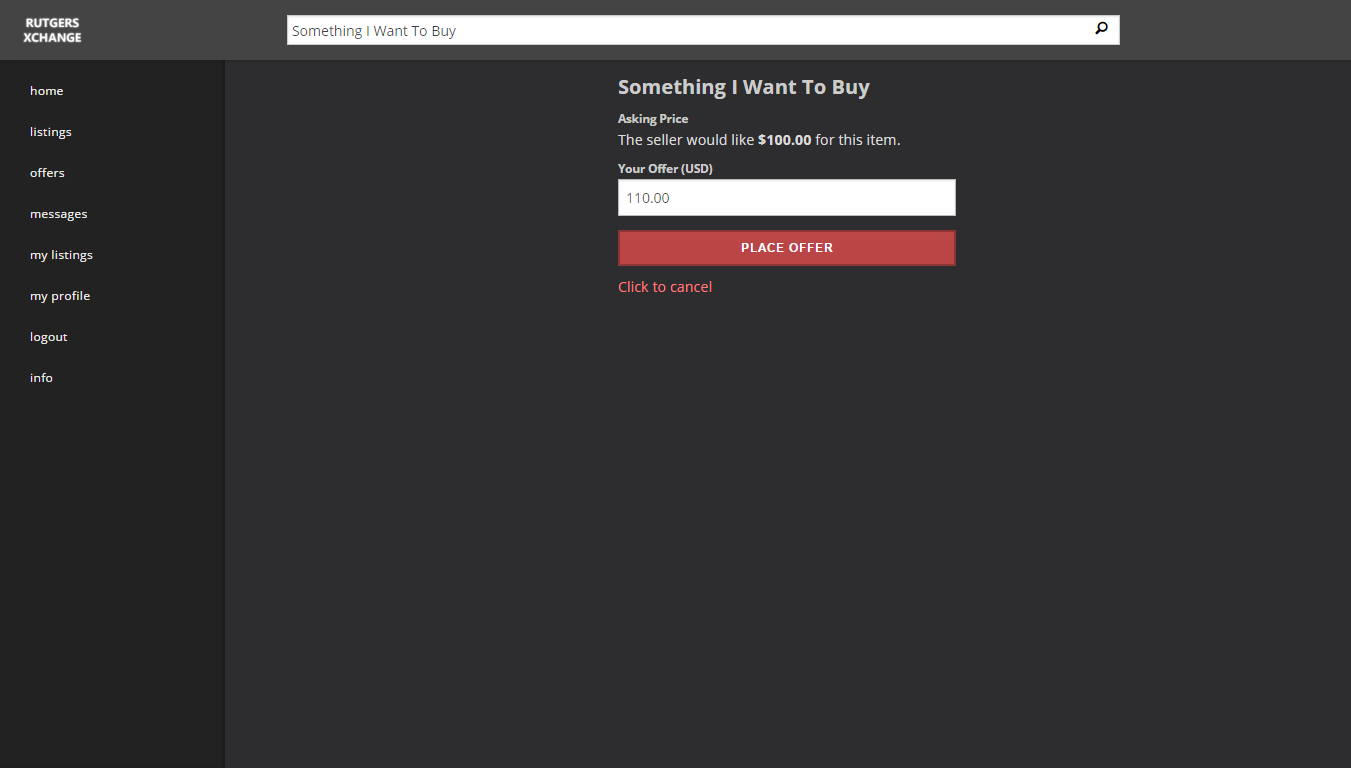 RUTGERS
XCHANGE
Something I Want To Buy
home
listings
offers
messages
my listings
my profile
logout
info
Something I Want To Buy
Asking Price
The seller would like $100.00 for this item.
Your Offer (USD)
110.00
PLACE OFFER
Click to cancel